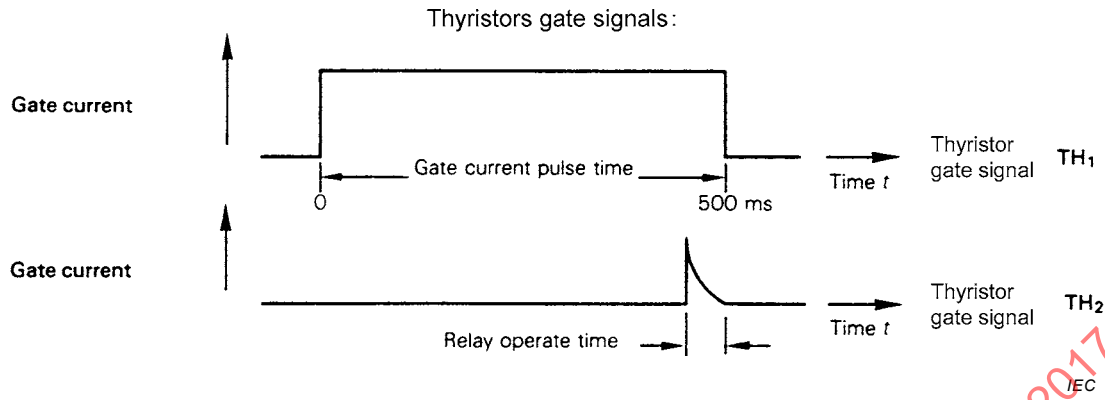 Thyristors gate signals:
Gate current
Gate current pulse time
0
500 ms
Time t
Thyristor
gate signal
TH₁
Gate current
Relay operate time
Time t
Thyristor
gate signal
TH₂
2017
IEC